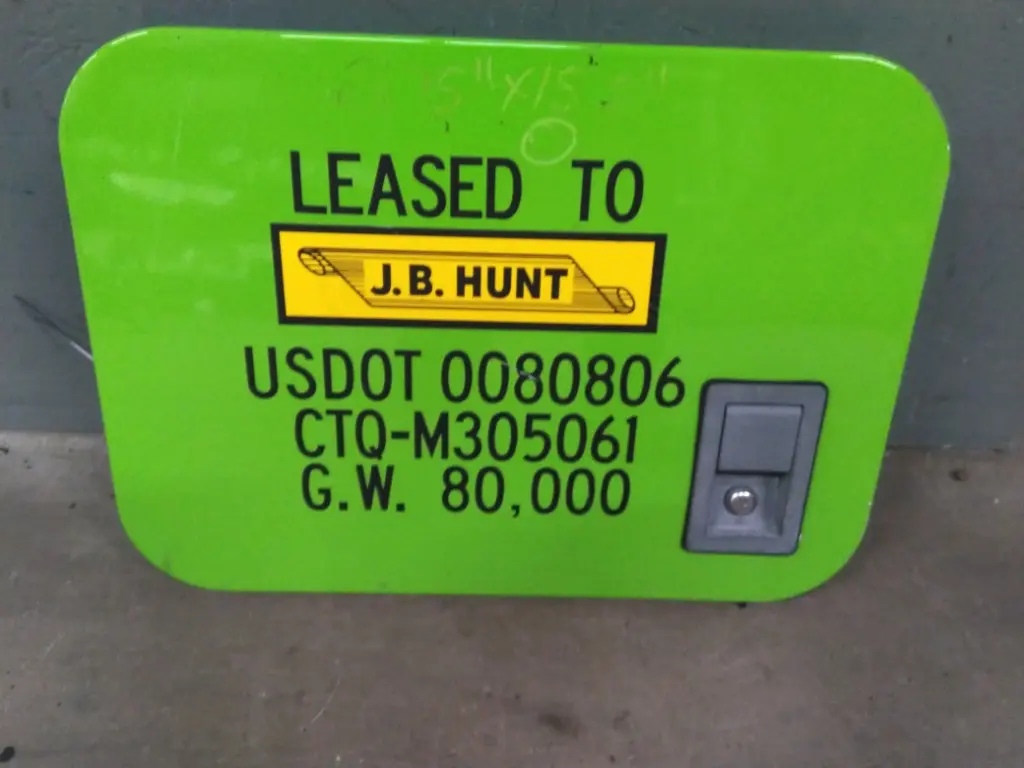 LEASED TO
J.B. HUNT
USDOT 0080806
CTQ-M305061
G.W. 80,000